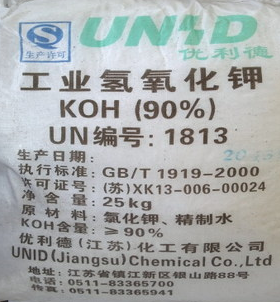 生产许可
UNID
优利德
工业氢氧化钾
KOH (90%)
UN编号: 1813
生产日期:
执行标准: GB/T 1919-2000
许可证号: (苏)XK13-006-00024
净含量: 25kg
原材料: 氯化钾、精制水
KOH含量: ≥90%
优利德(江苏)化工有限公司
UNID (Jiangsu) Chemical Co., Ltd
地址: 江苏省镇江新区银山路88号
电话: 0511-83365700
传真: 0511-83365941